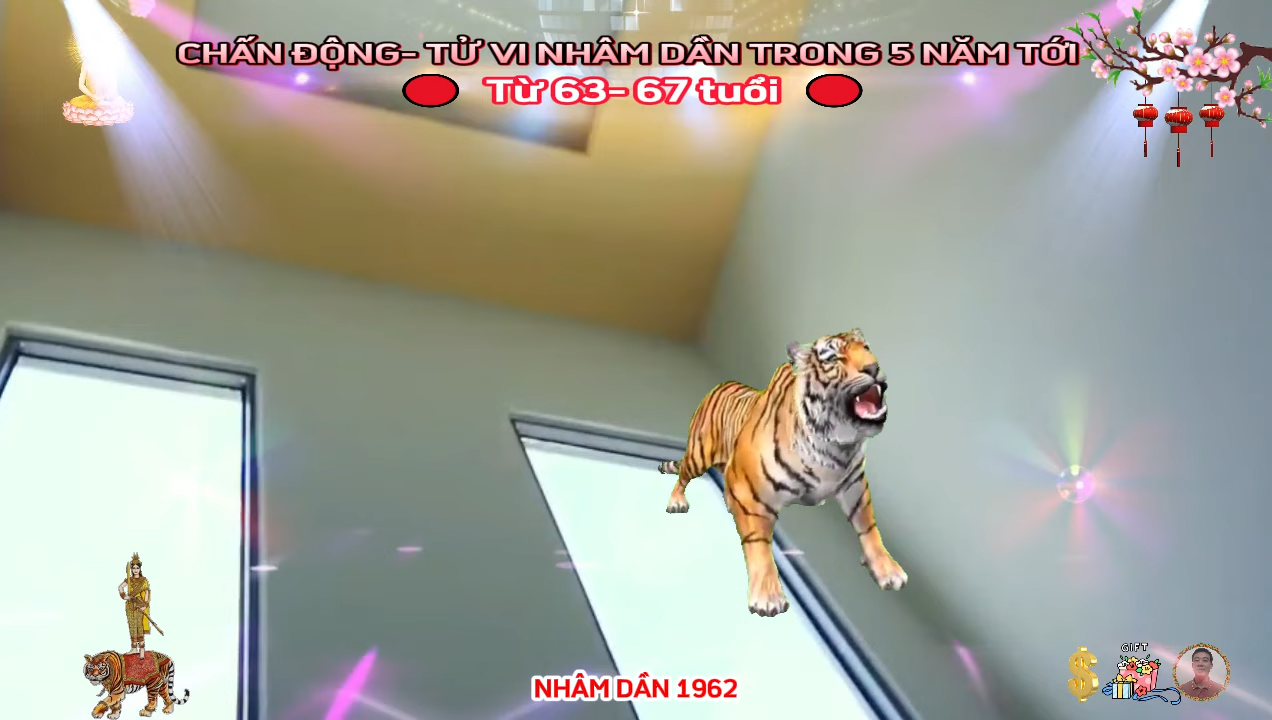 CHẤN ĐỘNG- TỬ VI NHÂM DẦN TRONG 5 NĂM TỚI
Từ 63- 67 tuổi
GIFT
NHÂM DẦN 1962